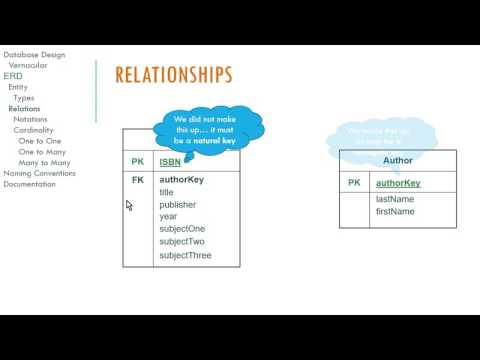 Database Design
Vernacular
ERD
Entity
Types
Relations
Notations
Cardinality
One to One
One to Many
Many to Many
Naming Conventions
Documentation
RELATIONSHIPS
We did not make
this up... it must
be a natural key
PK ISBN
FK authorKey
title
publisher
year
subjectOne
subjectTwo
subjectThree
Author
PK authorKey
lastName
firstName